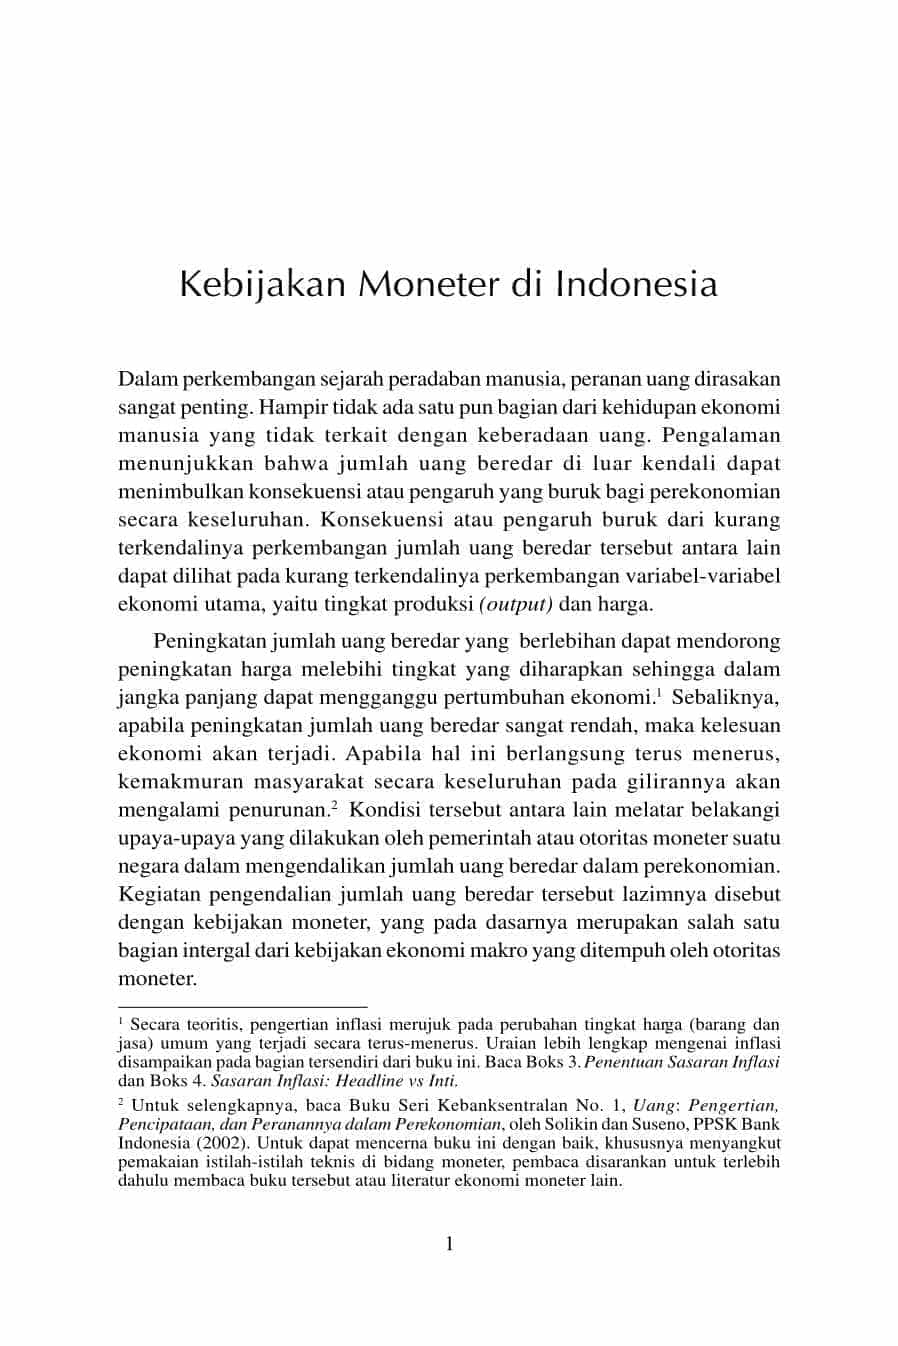 Kebijakan Moneter di Indonesia
Dalam perkembangan sejarah peradaban manusia, peranan uang dirasakan
sangat penting. Hampir tidak ada satu pun bagian dari kehidupan ekonomi
manusia yang tidak terkait dengan keberadaan uang. Pengalaman
menunjukkan bahwa jumlah uang beredar di luar kendali dapat
menimbulkan konsekuensi atau pengaruh yang buruk bagi perekonomian
secara keseluruhan. Konsekuensi atau pengaruh buruk dari kurang
terkendalinya perkembangan jumlah uang beredar tersebut antara lain
dapat dilihat pada kurang terkendalinya perkembangan variabel-variabel
ekonomi utama, yaitu tingkat produksi (output) dan harga.
Peningkatan jumlah uang beredar yang berlebihan dapat mendorong
peningkatan harga melebihi tingkat yang diharapkan sehingga dalam
jangka panjang dapat mengganggu pertumbuhan ekonomi.¹ Sebaliknya,
apabila peningkatan jumlah uang beredar sangat rendah, maka kelesuan
ekonomi akan terjadi. Apabila hal ini berlangsung terus menerus,
kemakmuran masyarakat secara keseluruhan pada gilirannya akan
mengalami penurunan.² Kondisi tersebut antara lain melatar belakangi
upaya-upaya yang dilakukan oleh pemerintah atau otoritas moneter suatu
negara dalam mengendalikan jumlah uang beredar dalam perekonomian.
Kegiatan pengendalian jumlah uang beredar tersebut lazimnya disebut
dengan kebijakan moneter, yang pada dasarnya merupakan salah satu
bagian intergal dari kebijakan ekonomi makro yang ditempuh oleh otoritas
moneter.
¹ Secara teoritis, pengertian inflasi merujuk pada perubahan tingkat harga (barang dan
jasa) umum yang terjadi secara terus-menerus. Uraian lebih lengkap mengenai inflasi
disampaikan pada bagian tersendiri dari buku ini. Baca Boks 3. Penentuan Sasaran Inflasi
dan Boks 4. Sasaran Inflasi: Headline vs Inti.
² Untuk selengkapnya, baca Buku Seri Kebanksentralan No. 1, Uang: Pengertian,
Pencipataan, dan Peranannya dalam Perekonomian, oleh Solikin dan Suseno, PPSK Bank
Indonesia (2002). Untuk dapat mencerna buku ini dengan baik, khususnya menyangkut
pemakaian istilah-istilah teknis di bidang moneter, pembaca disarankan untuk terlebih
dahulu membaca buku tersebut atau literatur ekonomi moneter lain.
1